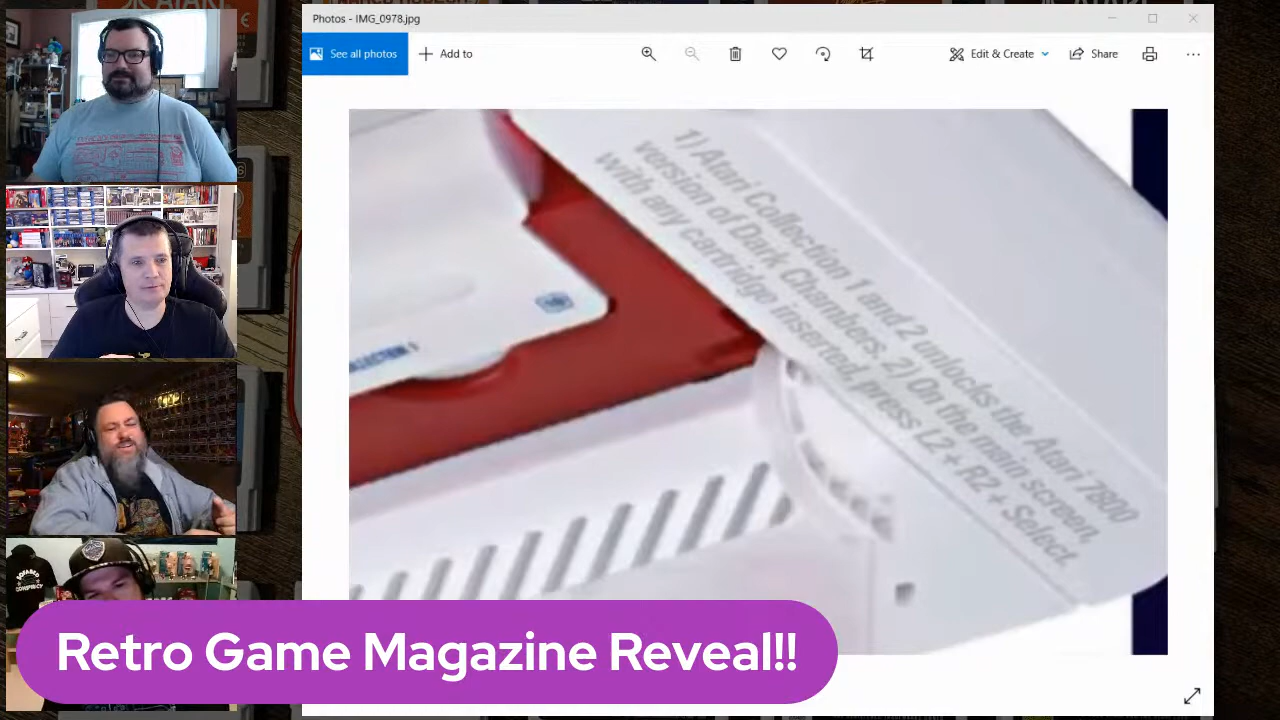 Photos - IMG_0978.jpg
See all photos
Add to
Edit & Create
Share
1) Atari Collection 1 and 2 unlocks the Atari 7800
version of Dark Chambers. 2) On the main screen,
with any cartridge inserted, press L2 + R2 + Select.
Retro Game Magazine Reveal!!